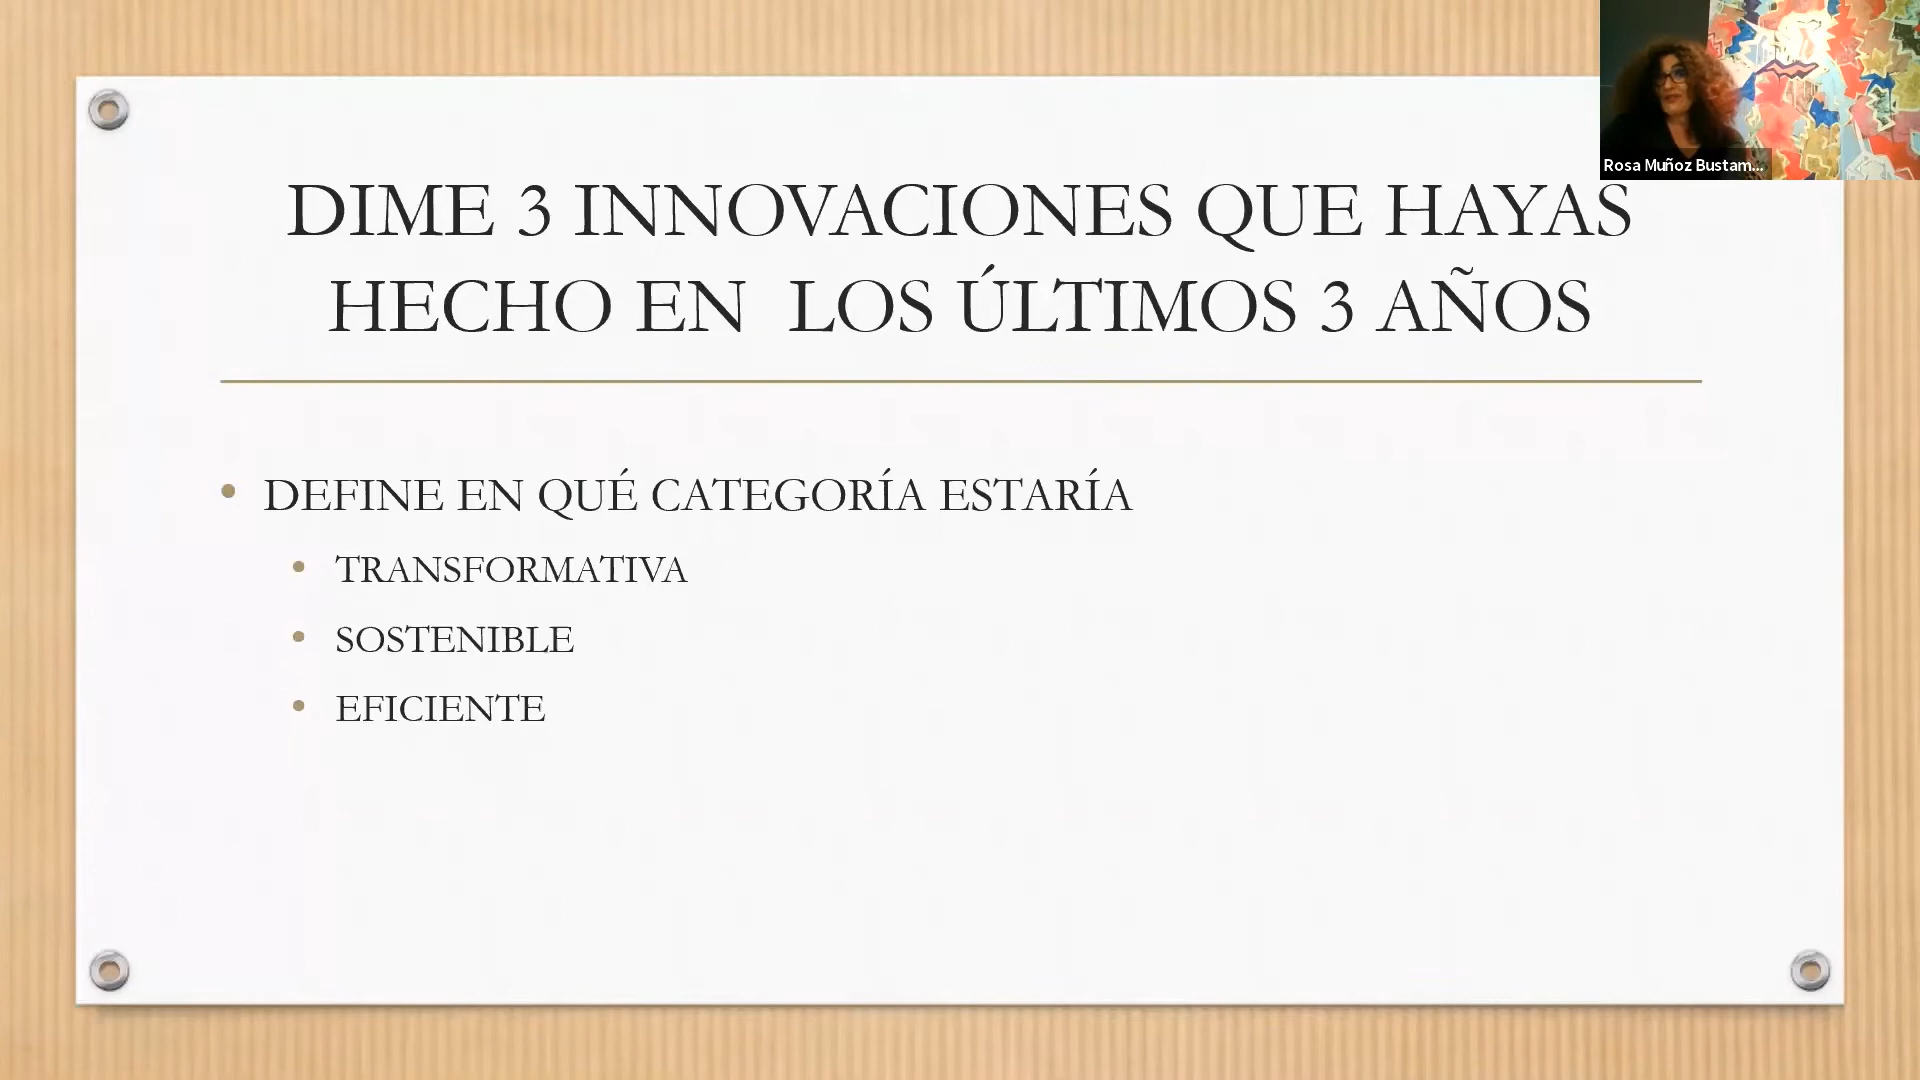 DIME 3 INNOVACIONES QUE HAYAS
HECHO EN LOS ÚLTIMOS 3 AÑOS
• DEFINE EN QUÉ CATEGORÍA ESTARÍA
• TRANSFORMATIVA
• SOSTENIBLE
• EFICIENTE
Rosa Muñoz Bustam...